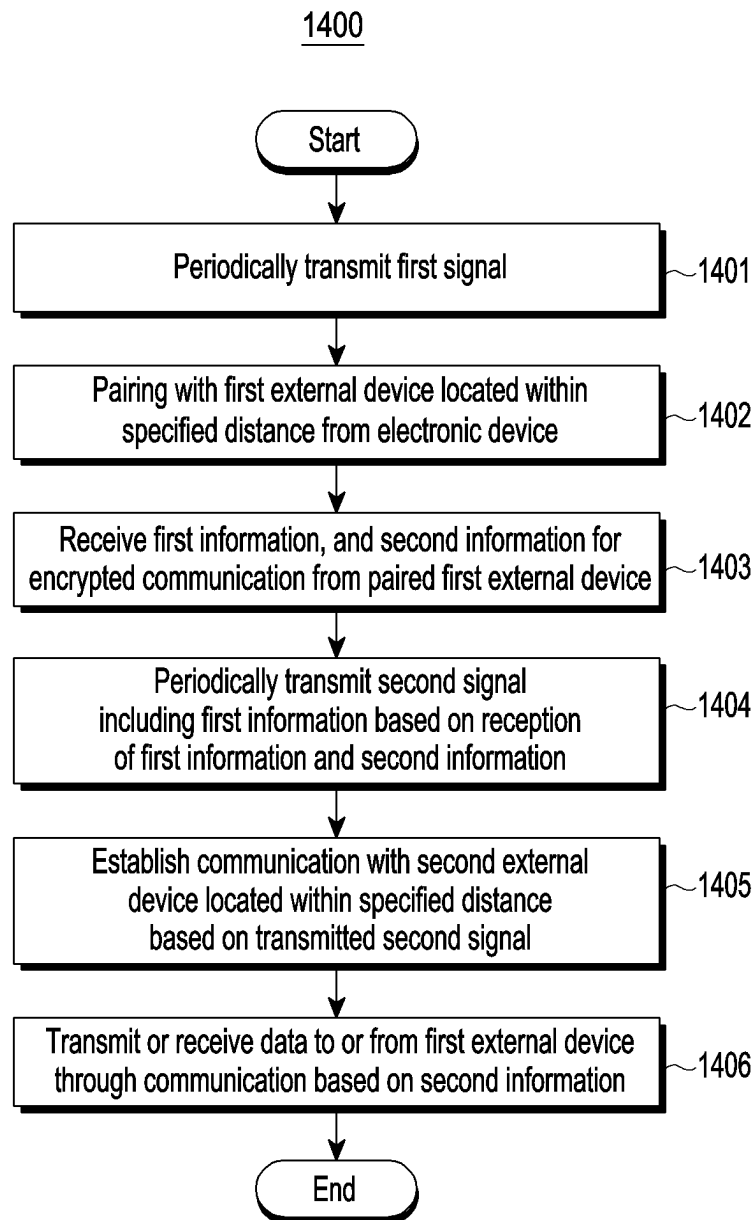 1400
Start
Periodically transmit first signal
1401
Pairing with first external device located within
specified distance from electronic device
1402
Receive first information, and second information for
encrypted communication from paired first external device
1403
Periodically transmit second signal
including first information based on reception
of first information and second information
1404
Establish communication with second external
device located within specified distance
based on transmitted second signal
1405
Transmit or receive data to or from first external device
through communication based on second information
1406
End